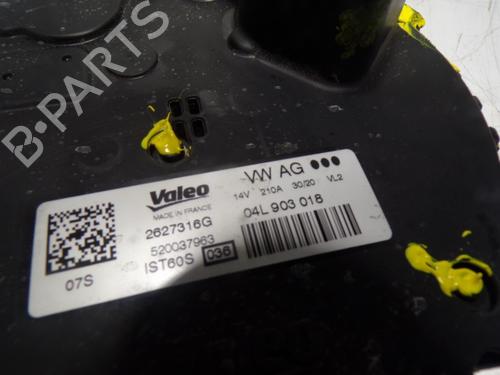 B-PARTS
Valeo VW AG
MADE IN FRANCE 14V 210A 30/20 VL2
2627316G 04L 903 018
520037963
07S IST60S 036